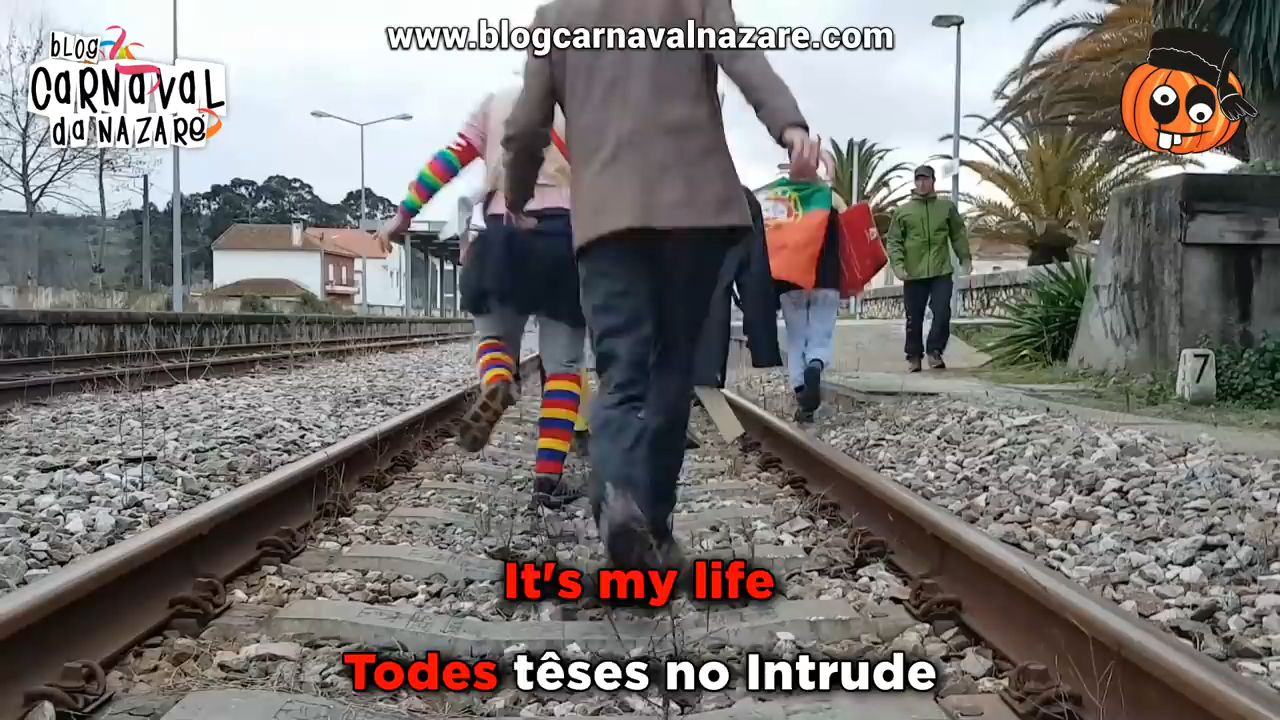 www.blogcarnavalnazare.com
blog
CARNAVAL
da NAZARÉ
7
It's my life
Todes têses no Intrude